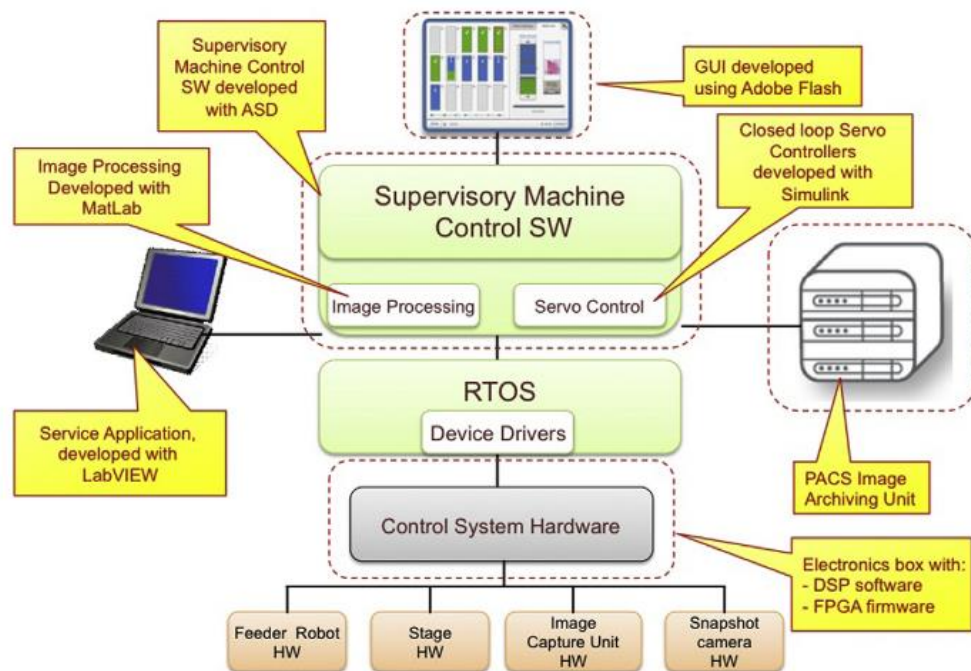 Supervisory
Machine Control
SW developed
with ASD
GUI developed
using Adobe Flash
Image Processing
Developed with
MatLab
Closed loop Servo
Controllers
developed with
Simulink
Supervisory Machine
Control SW
Image Processing
Servo Control
RTOS
Device Drivers
Service Application,
developed with
LabVIEW
PACS Image
Archiving Unit
Control System Hardware
Electronics box with:
- DSP software
- FPGA firmware
Feeder Robot
HW
Stage
HW
Image
Capture Unit
HW
Snapshot
camera
HW